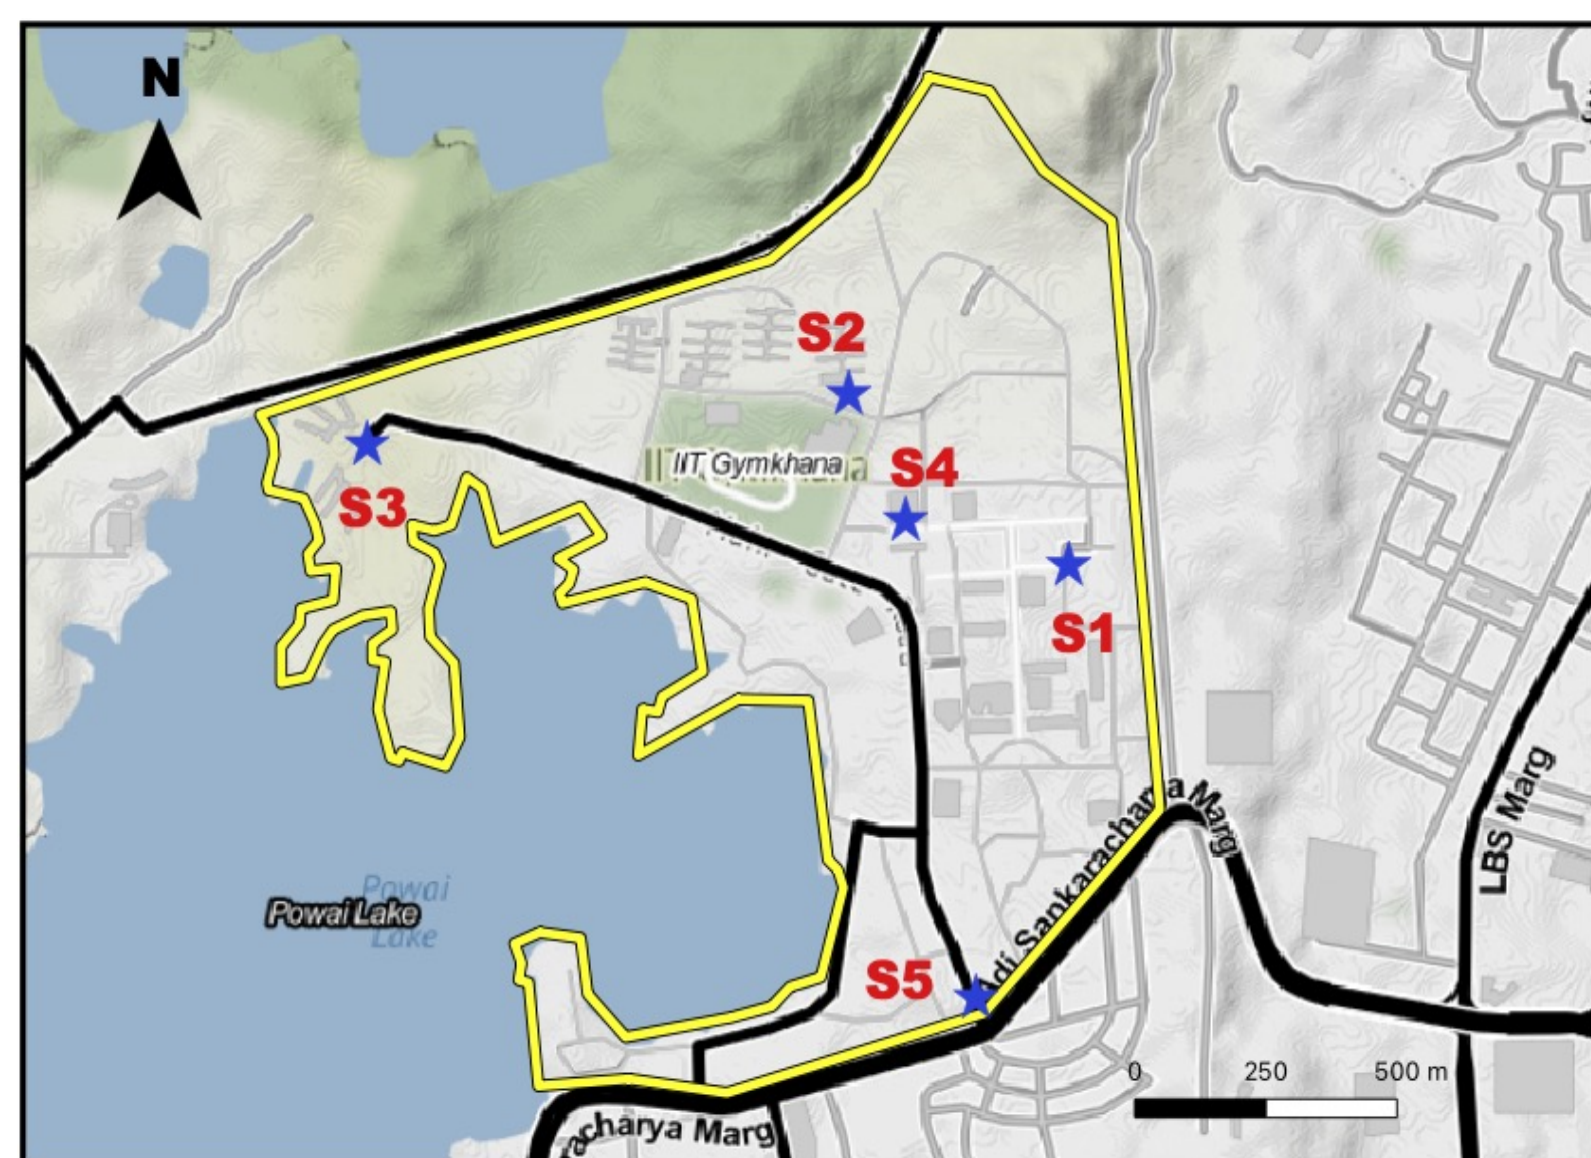 N
S2
IIT Gymkhana
S4
S3
S1
Adi Sankaracharya Marg
LBS Marg
Powai
Lake
Powai Lake
S5
0 250 500 m
racharya Marg